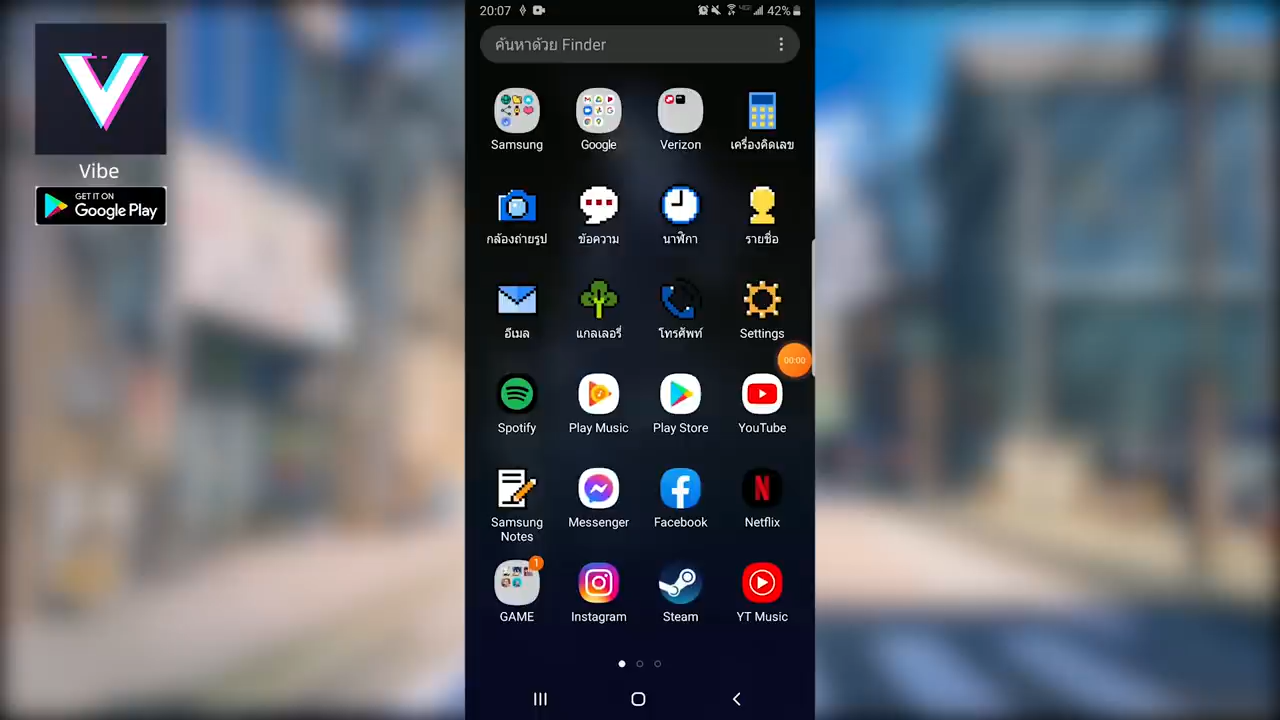 Vibe
GET IT ON
Google Play
20:07
42%
ค้นหาด้วย Finder
Samsung
Google
Verizon
เครื่องคิดเลข
กล้องถ่ายรูป
ข้อความ
นาฬิกา
รายชื่อ
อีเมล
แกลเลอรี่
โทรศัพท์
Settings
00:00
Spotify
Play Music
Play Store
YouTube
Samsung Notes
Messenger
Facebook
Netflix
1
GAME
Instagram
Steam
YT Music